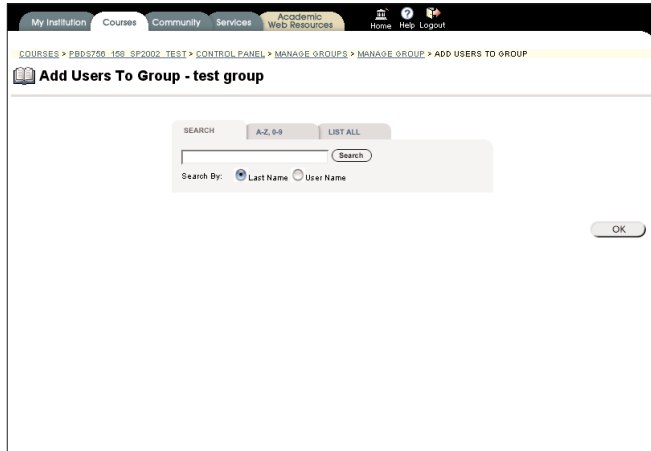 My Institution Courses Community Services Academic Web Resources Home Help Logout
COURSES > PBDS756_158_SP2002_TEST > CONTROL PANEL > MANAGE GROUPS > MANAGE GROUP > ADD USERS TO GROUP
Add Users To Group - test group
SEARCH A-Z, 0-9 LIST ALL
Search
Search By: Last Name User Name
OK